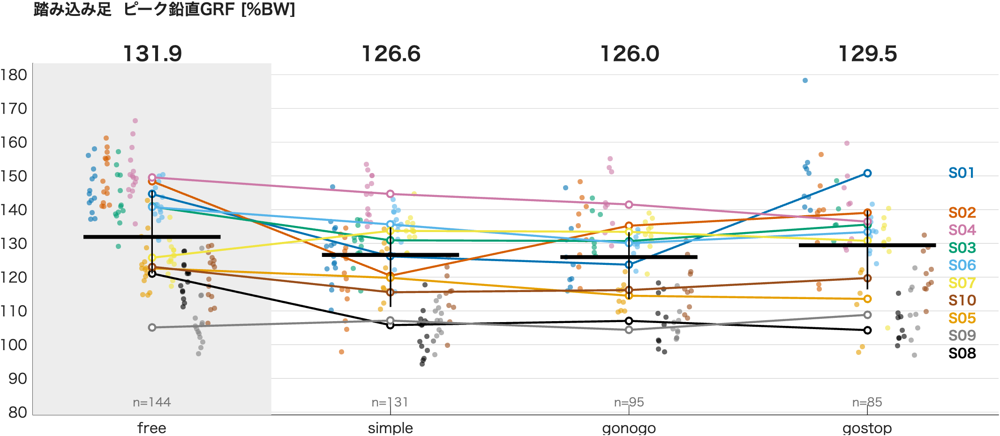 踏み込み足 ピーク鉛直GRF [%BW]
131.9 126.6 126.0 129.5
180
170
160
150
140
130
120
110
100
90
80
S01
S02
S04
S03
S06
S07
S10
S05
S09
S08
n=144 n=131 n=95 n=85
free simple gonogo gostop